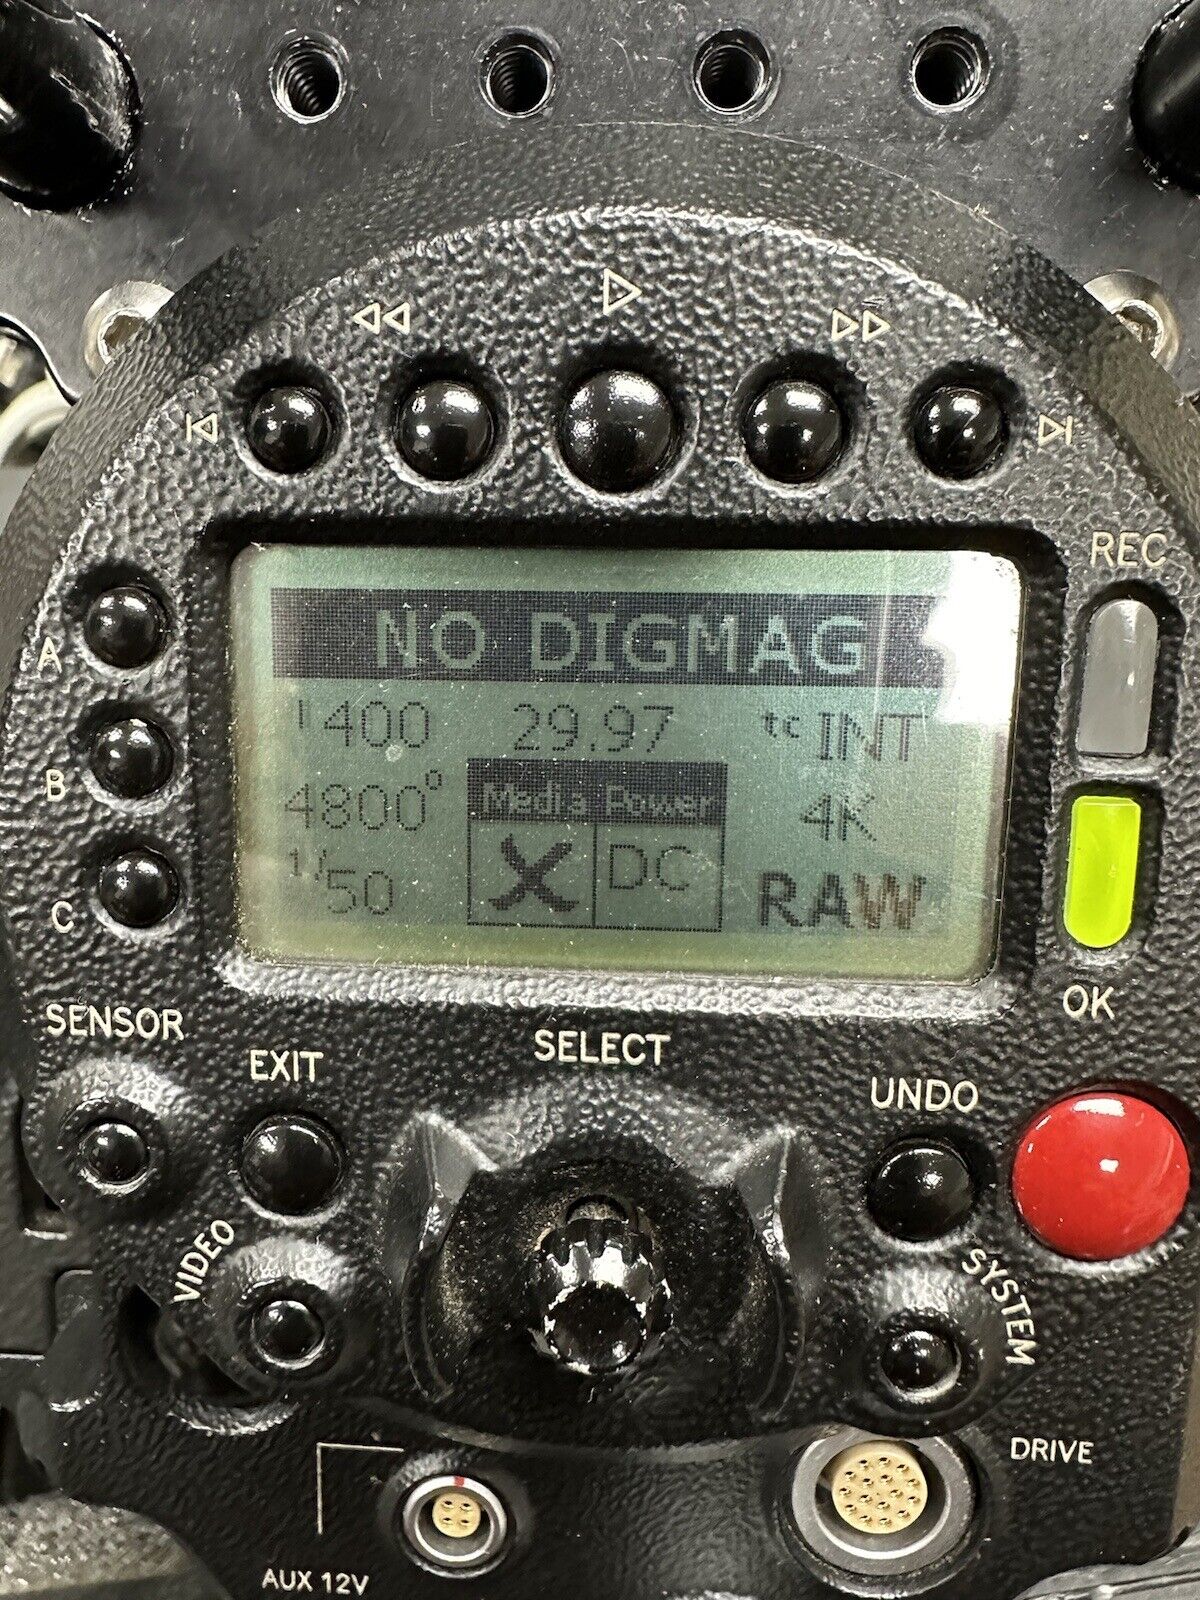 REC
A
B
C
NO DIGMAG
400 29.97 tc INT
4800° Media Power 4K
1/50 X DC RAW
OK
SENSOR
EXIT
SELECT
UNDO
VIDEO
SYSTEM
DRIVE
AUX 12V